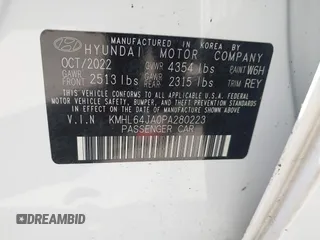 MANUFACTURED IN REPUBLIC OF KOREA BY
HYUNDAI MOTOR COMPANY
OCT/2022 GVWR 4354 lbs PAINT W6H
GAWR FRONT 2513 lbs GAWR REAR 2315 lbs TRIM REY
THIS VEHICLE CONFORMS TO ALL APPLICABLE
FEDERAL MOTOR VEHICLE SAFETY, BUMPER,
AND THEFT PREVENTION STANDARDS IN EFFECT
ON THE DATE OF MANUFACTURE SHOWN ABOVE.
V.I.N KMHL64JA0PA280223
PASSENGER CAR
DREAMBID